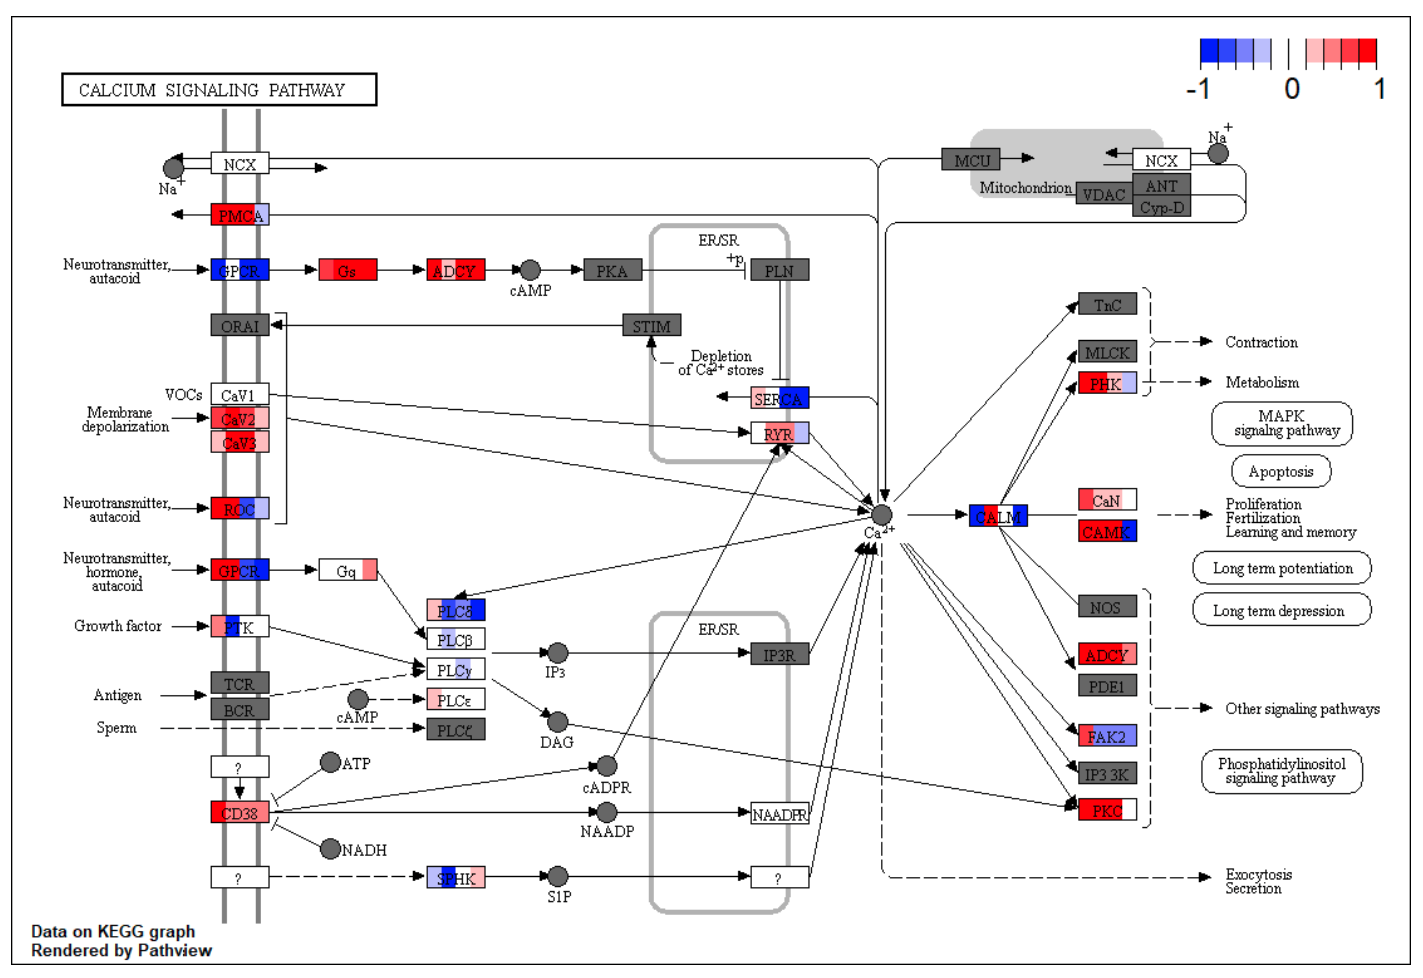 -1 0 1
CALCIUM SIGNALING PATHWAY
NCX
Na+
PMCA
MCU
Mitochondrion
NCX
Na+
VDAC
ANT
Cyp-D
Neurotransmitter,
autacoid
GPCR
Gs
ADCY
cAMP
PKA
+p
ER/SR
PLN
ORAI
STIM
Depletion
of Ca2+ stores
VOCs
CaV1
Membrane
depolarization
CaV2
CaV3
SERCA
RYR
Neurotransmitter,
autacoid
ROC
Ca2+
CALM
TnC
MLCK
PHK
Contraction
Metabolism
MAPK
signalng pathway
Apoptosis
CaN
CAMK
Proliferation
Fertilization
Learning and memory
Long term potentiation
Long term depression
Neurotransmitter,
hormone,
autacoid
GPCR
Gq
Growth factor
PTK
PLCδ
PLCβ
PLCγ
PLCε
PLCζ
Antigen
TCR
BCR
Sperm
cAMP
IP3
DAG
ER/SR
IP3R
NOS
ADCY
PDE1
FAK2
IP3 3K
PKC
Other signaling pathways
Phosphatidylinositol
signaling pathway
?
ATP
CD38
cADPR
NAADP
NAADPR
NADH
?
SPHK
S1P
?
Exocytosis
Secretion
Data on KEGG graph
Rendered by Pathview